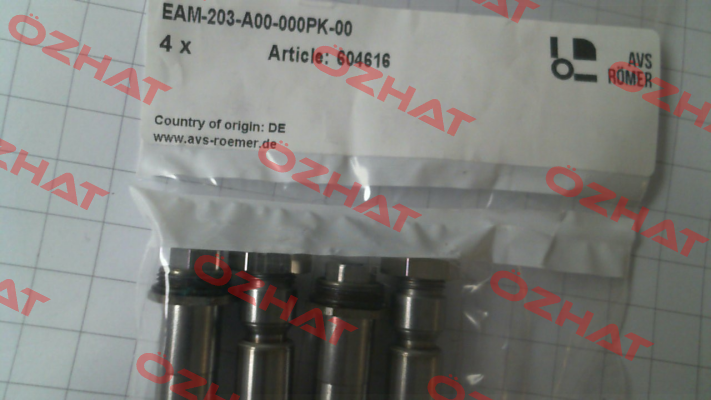 EAM-203-A00-000PK-00
4 x
Article: 604616
AVS
RÖMER
Country of origin: DE
www.avs-roemer.de
ÖZHAT
ÖZHAT
ÖZHAT
ÖZHAT
ÖZHAT
ÖZHAT
ÖZHAT
ÖZHAT